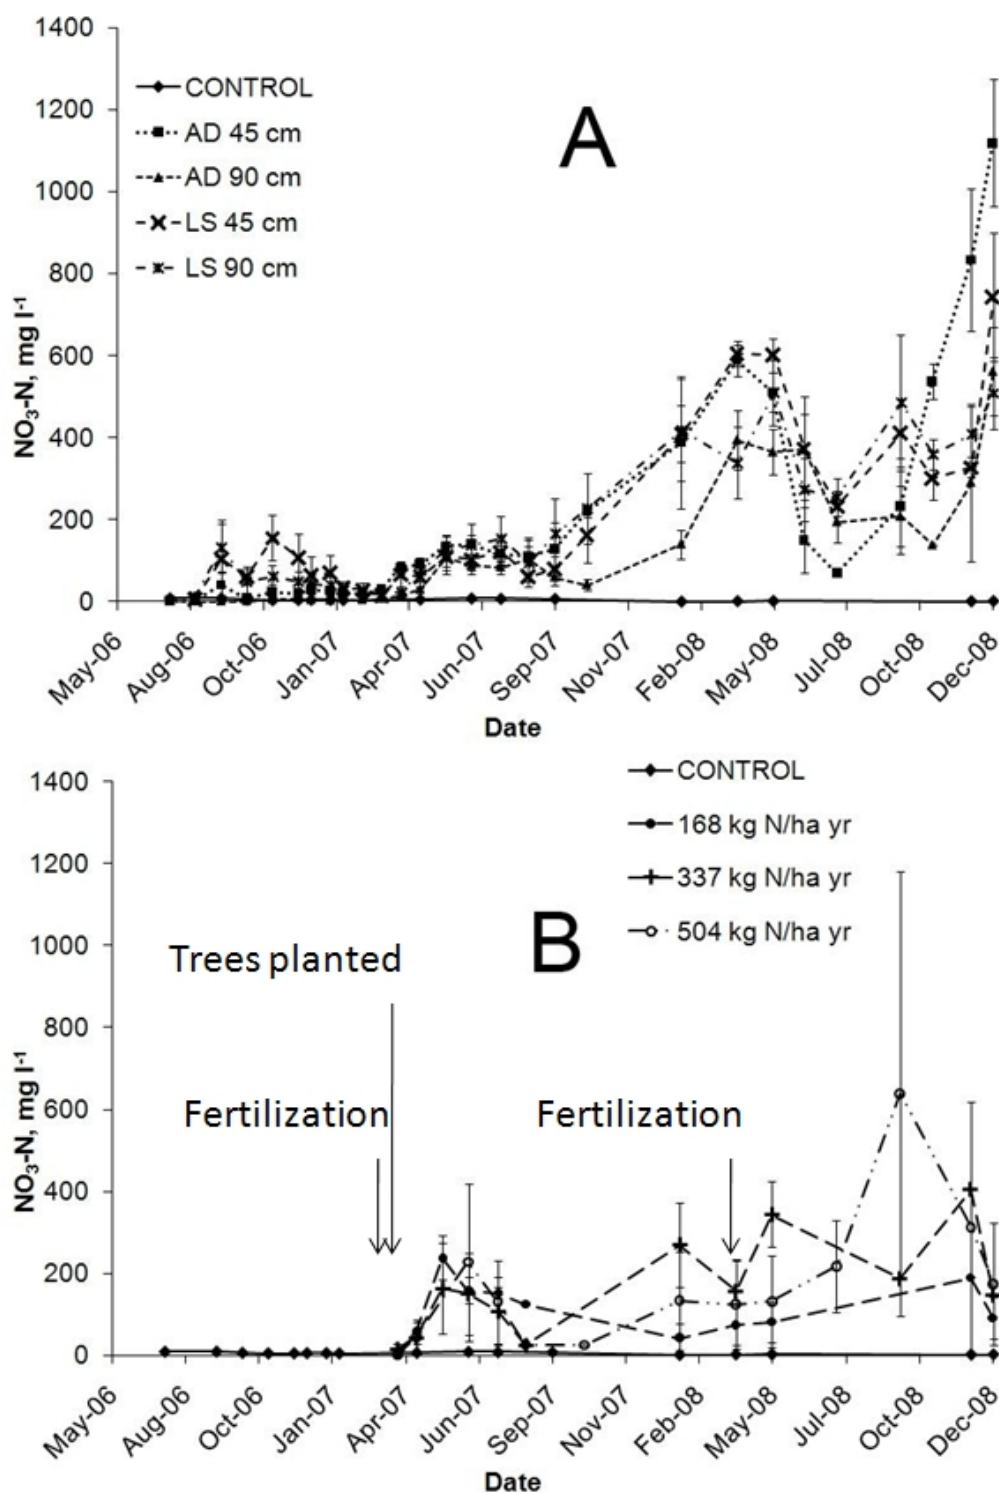 1400
1200
1000
800
600
400
200
0
NO₃-N, mg l⁻¹
CONTROL
AD 45 cm
AD 90 cm
LS 45 cm
LS 90 cm
A
May-06
Aug-06
Oct-06
Jan-07
Apr-07
Jun-07
Sep-07
Nov-07
Feb-08
May-08
Jul-08
Oct-08
Dec-08
Date
1400
1200
1000
800
600
400
200
0
NO₃-N, mg l⁻¹
CONTROL
168 kg N/ha yr
337 kg N/ha yr
504 kg N/ha yr
B
Trees planted
Fertilization
Fertilization
May-06
Aug-06
Oct-06
Jan-07
Apr-07
Jun-07
Sep-07
Nov-07
Feb-08
May-08
Jul-08
Oct-08
Dec-08
Date